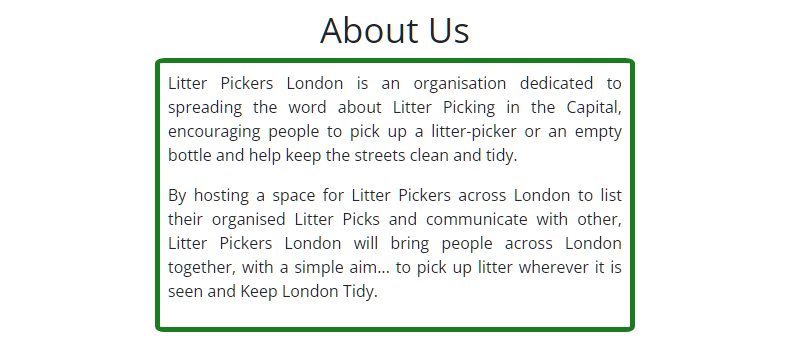 About Us
Litter Pickers London is an organisation dedicated to
spreading the word about Litter Picking in the Capital,
encouraging people to pick up a litter-picker or an empty
bottle and help keep the streets clean and tidy.
By hosting a space for Litter Pickers across London to list
their organised Litter Picks and communicate with other,
Litter Pickers London will bring people across London
together, with a simple aim... to pick up litter wherever it is
seen and Keep London Tidy.